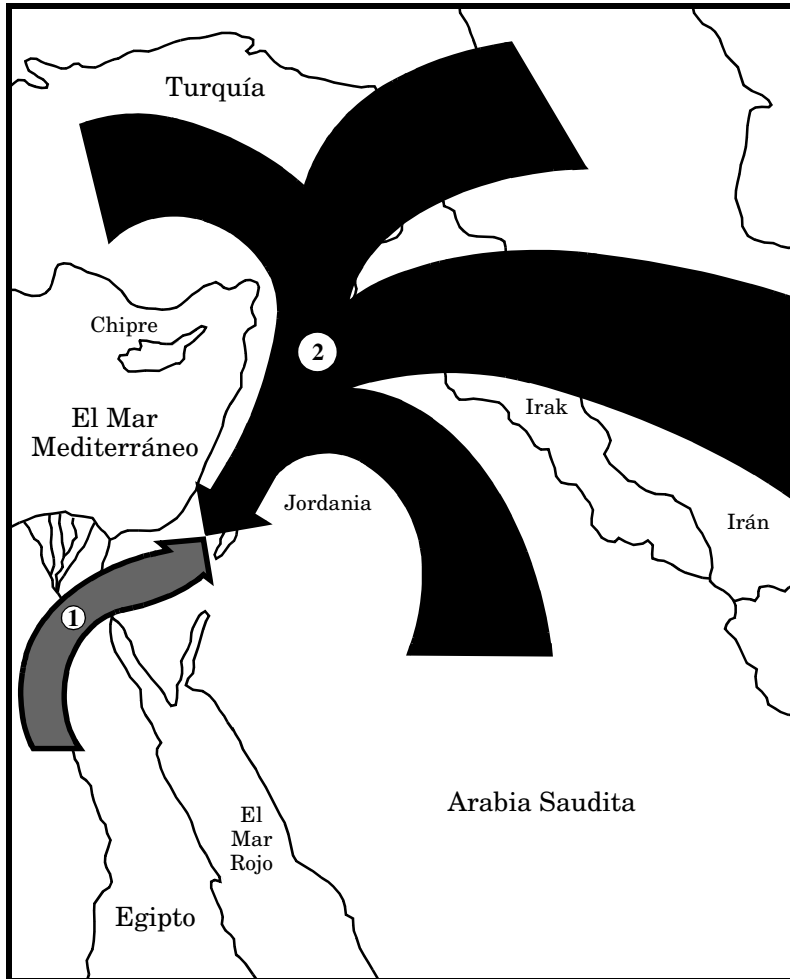 Turquía
Chipre
2
El Mar
Mediterráneo
Irak
Jordania
Irán
1
Arabia Saudita
El
Mar
Rojo
Egipto